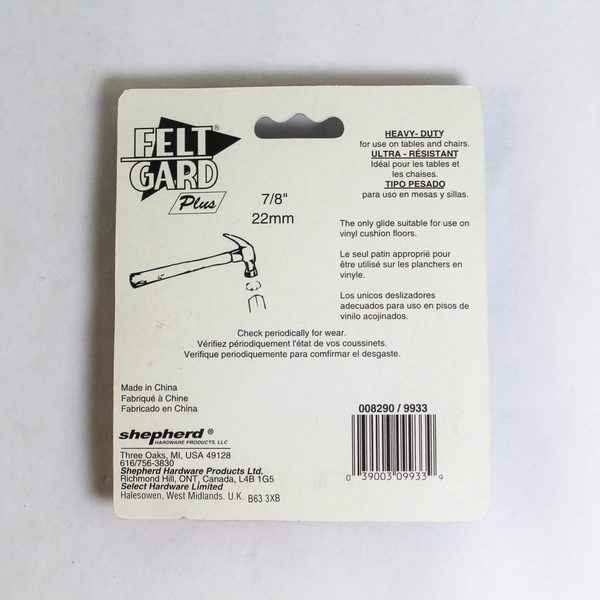 FELT
GARD®
Plus
7/8"
22mm
HEAVY- DUTY
for use on tables and chairs.
ULTRA - RÉSISTANT
Idéal pour les tables et
les chaises.
TIPO PESADO
para uso en mesas y sillas.
The only glide suitable for use on
vinyl cushion floors.
Le seul patin approprié pour
être utilisé sur les planchers en
vinyle.
Los unicos deslizadores
adecuados para uso en pisos de
vinilo acojinados.
Check periodically for wear.
Vérifiez périodiquement l'état de vos coussinets.
Verifique periodiquemente para comfirmar el desgaste.
Made in China
Fabriqué à Chine
Fabricado en China
shepherd®
HARDWARE PRODUCTS, LLC
Three Oaks, MI, USA 49128
616/756-3830
Shepherd Hardware Products Ltd.
Richmond Hill, ONT, Canada, L4B 1G5
Select Hardware Limited
Halesowen, West Midlands. U.K. B63 3XB
008290 / 9933
0 39003 09933 9